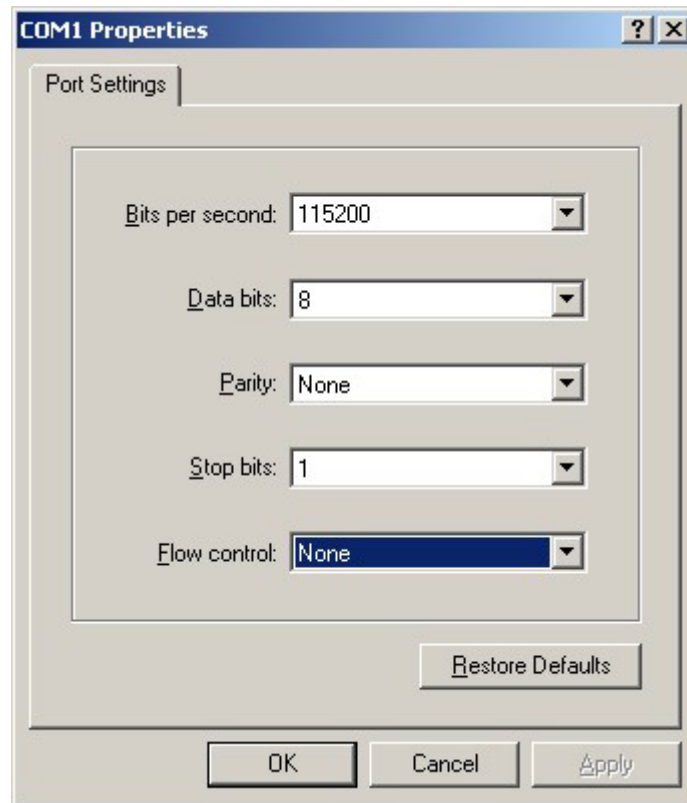 COM1 Properties
Port Settings
Bits per second: 115200
Data bits: 8
Parity: None
Stop bits: 1
Flow control: None
Restore Defaults
OK Cancel Apply